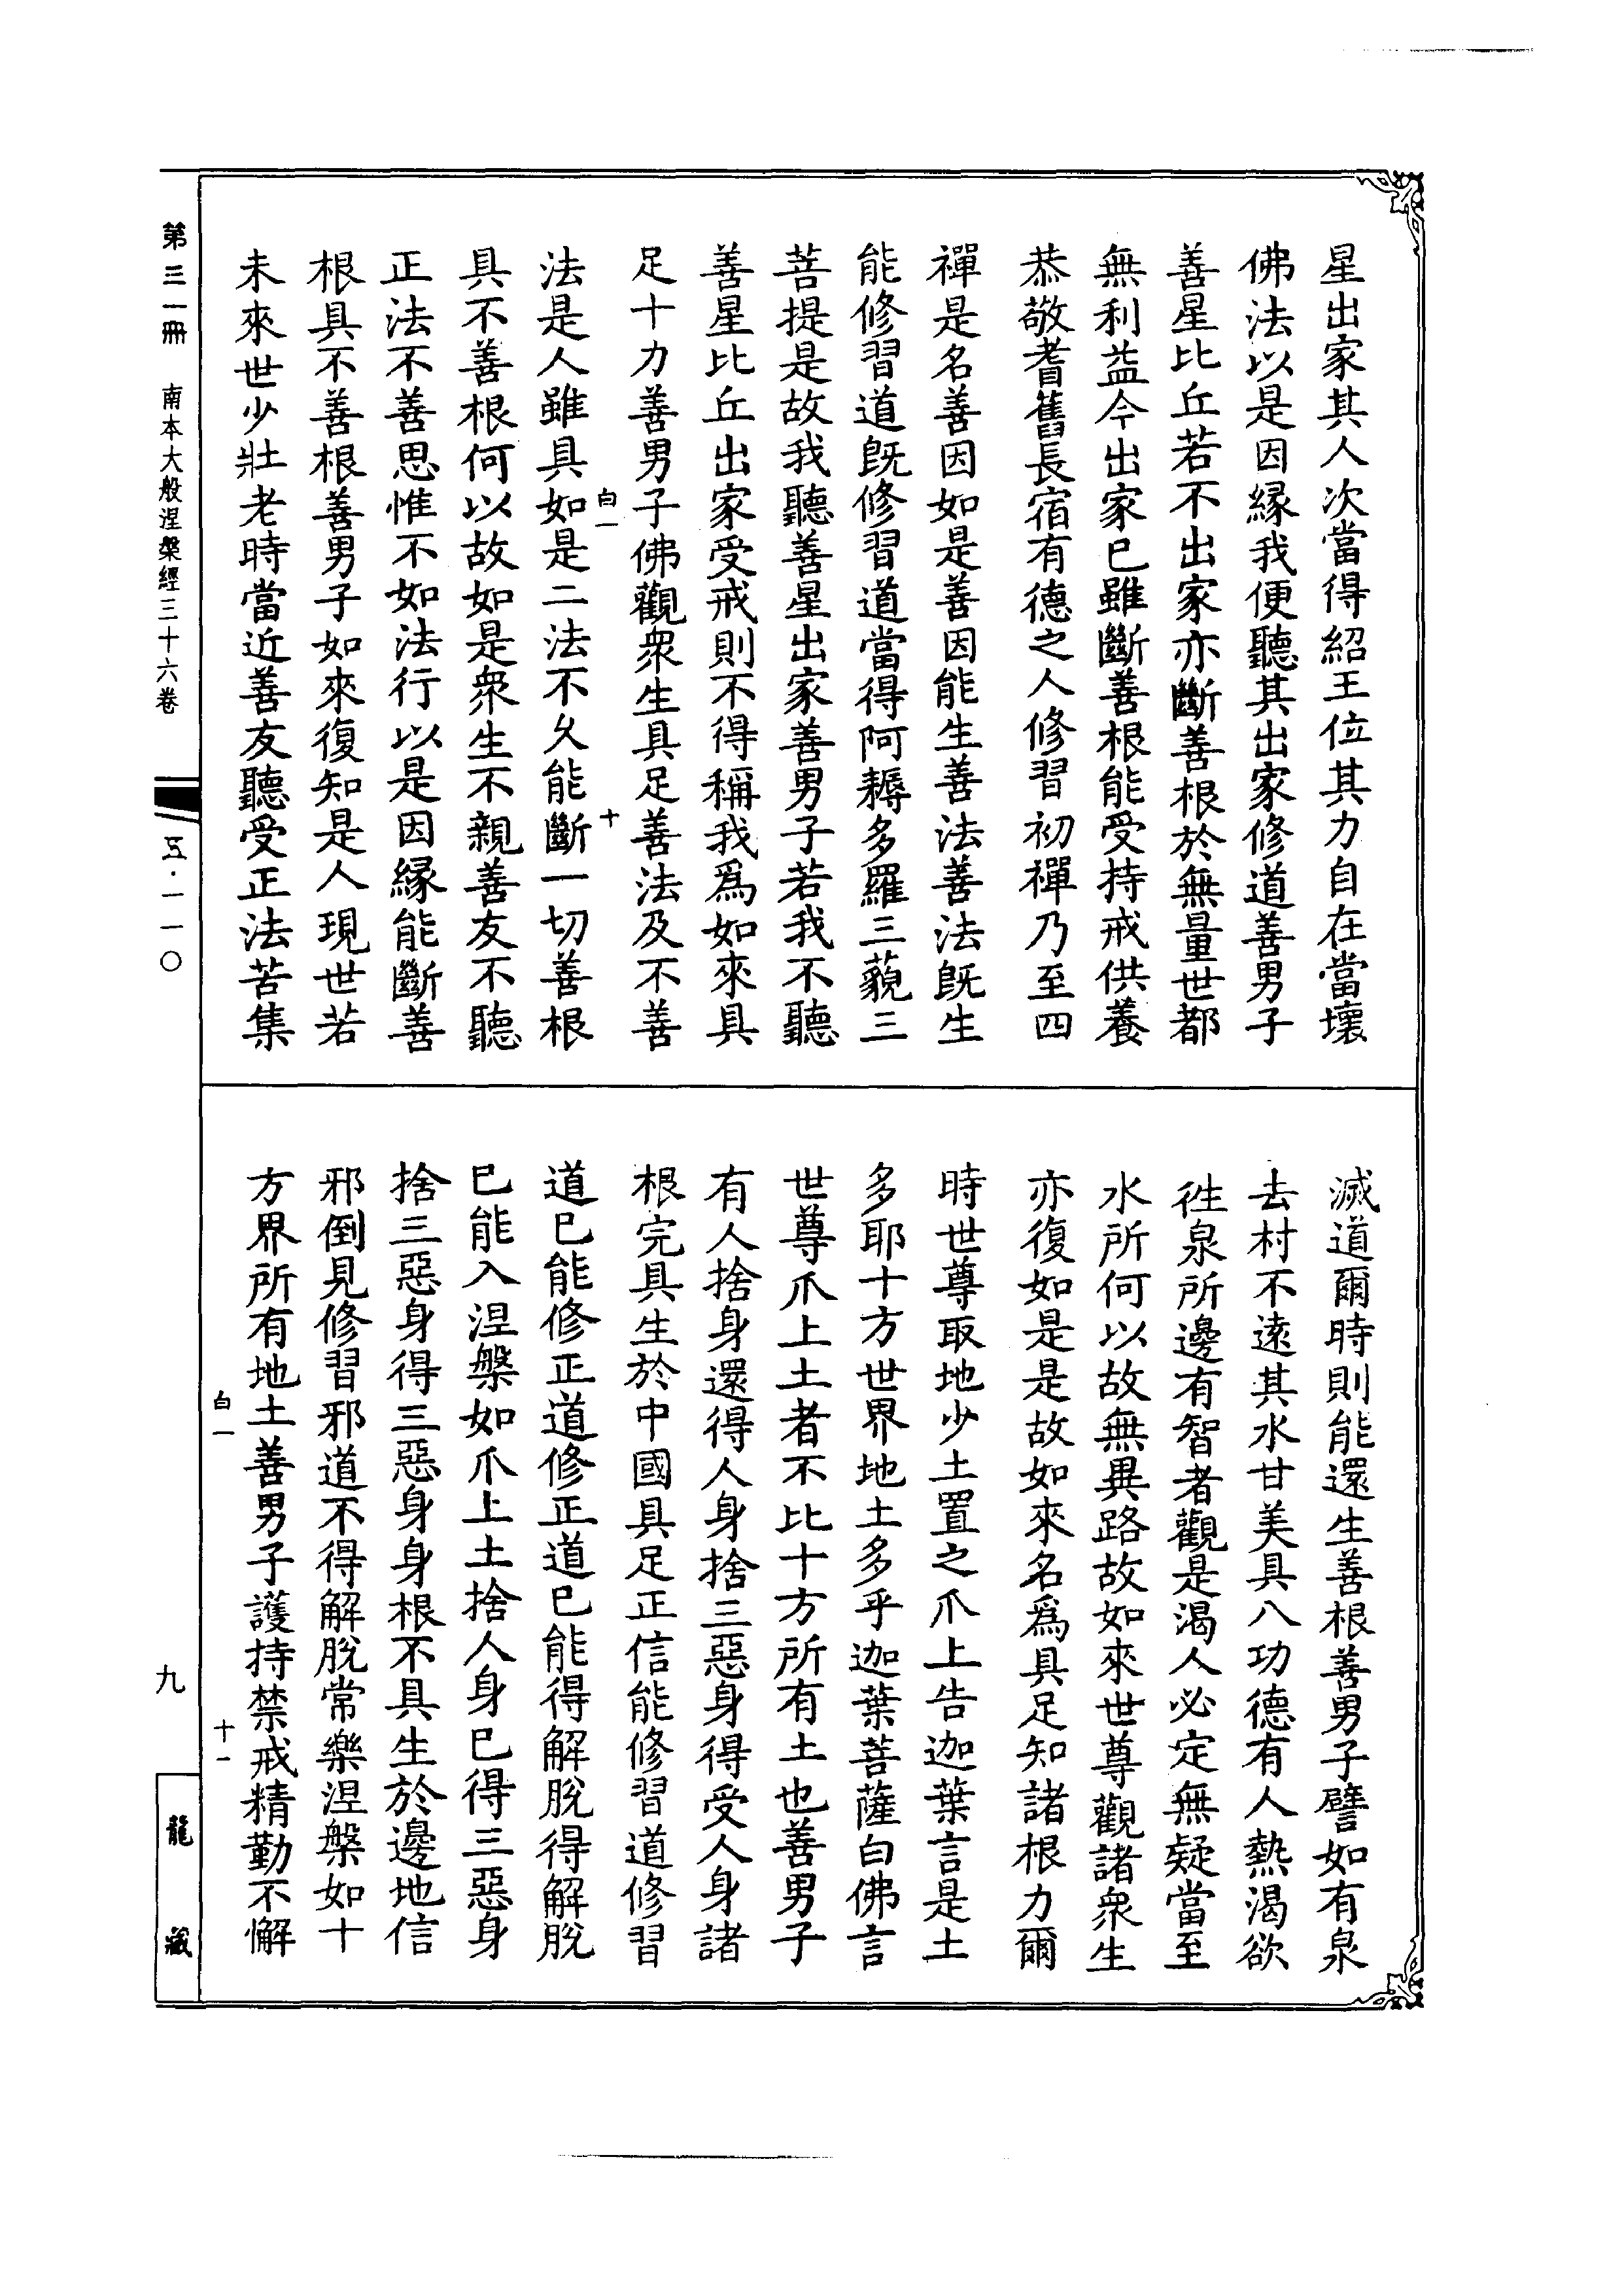 星出家其人次當得紹王位其力自在當壞
佛法以是因緣我便聽其出家修道善男子
善星比丘若不出家亦斷善根於無量世都
無利益今出家已雖斷善根能受持戒供養
恭敬耆舊長宿有德之人修習初禪乃至四
禪是名善因如是善因能生善法善法既生
能修習道既修習道當得阿耨多羅三藐三
菩提是故我聽善星出家善男子若我不聽
善星比丘出家受戒則不得稱我爲如來具
足十力善男子佛觀衆生具足善法及不善
白一
十
法是人雖具如是二法不久能斷一切善根
具不善根何以故如是衆生不親善友不聽
正法不善思惟不如法行以是因緣能斷善
根具不善根善男子如來復知是人現世若
未來世少壯老時當近善友聽受正法苦集
滅道爾時則能還生善根善男子譬如有泉
去村不遠其水甘美具八功德有人熱渴欲
往泉所邊有智者觀是渴人必定無疑當至
水所何以故無異路故如來世尊觀諸衆生
亦復如是是故如來名爲具足知諸根力爾
時世尊取地少土置之爪上告迦葉言是土
多耶十方世界地土多乎迦葉菩薩白佛言
世尊爪上土者不比十方所有土也善男子
有人捨身還得人身捨三惡身得受人身諸
根完具生於中國具足正信能修習道修習
道已能修正道修正道已能得解脫得解脫
已能入涅槃如爪上土捨人身已得三惡身
捨三惡身得三惡身身根不具生於邊地信
邪倒見修習邪道不得解脫常樂涅槃如十
方界所有地土善男子護持禁戒精勤不懈
白一
十一
第三一冊
南本大般涅槃經三十六卷
五·一一〇
九
龍藏